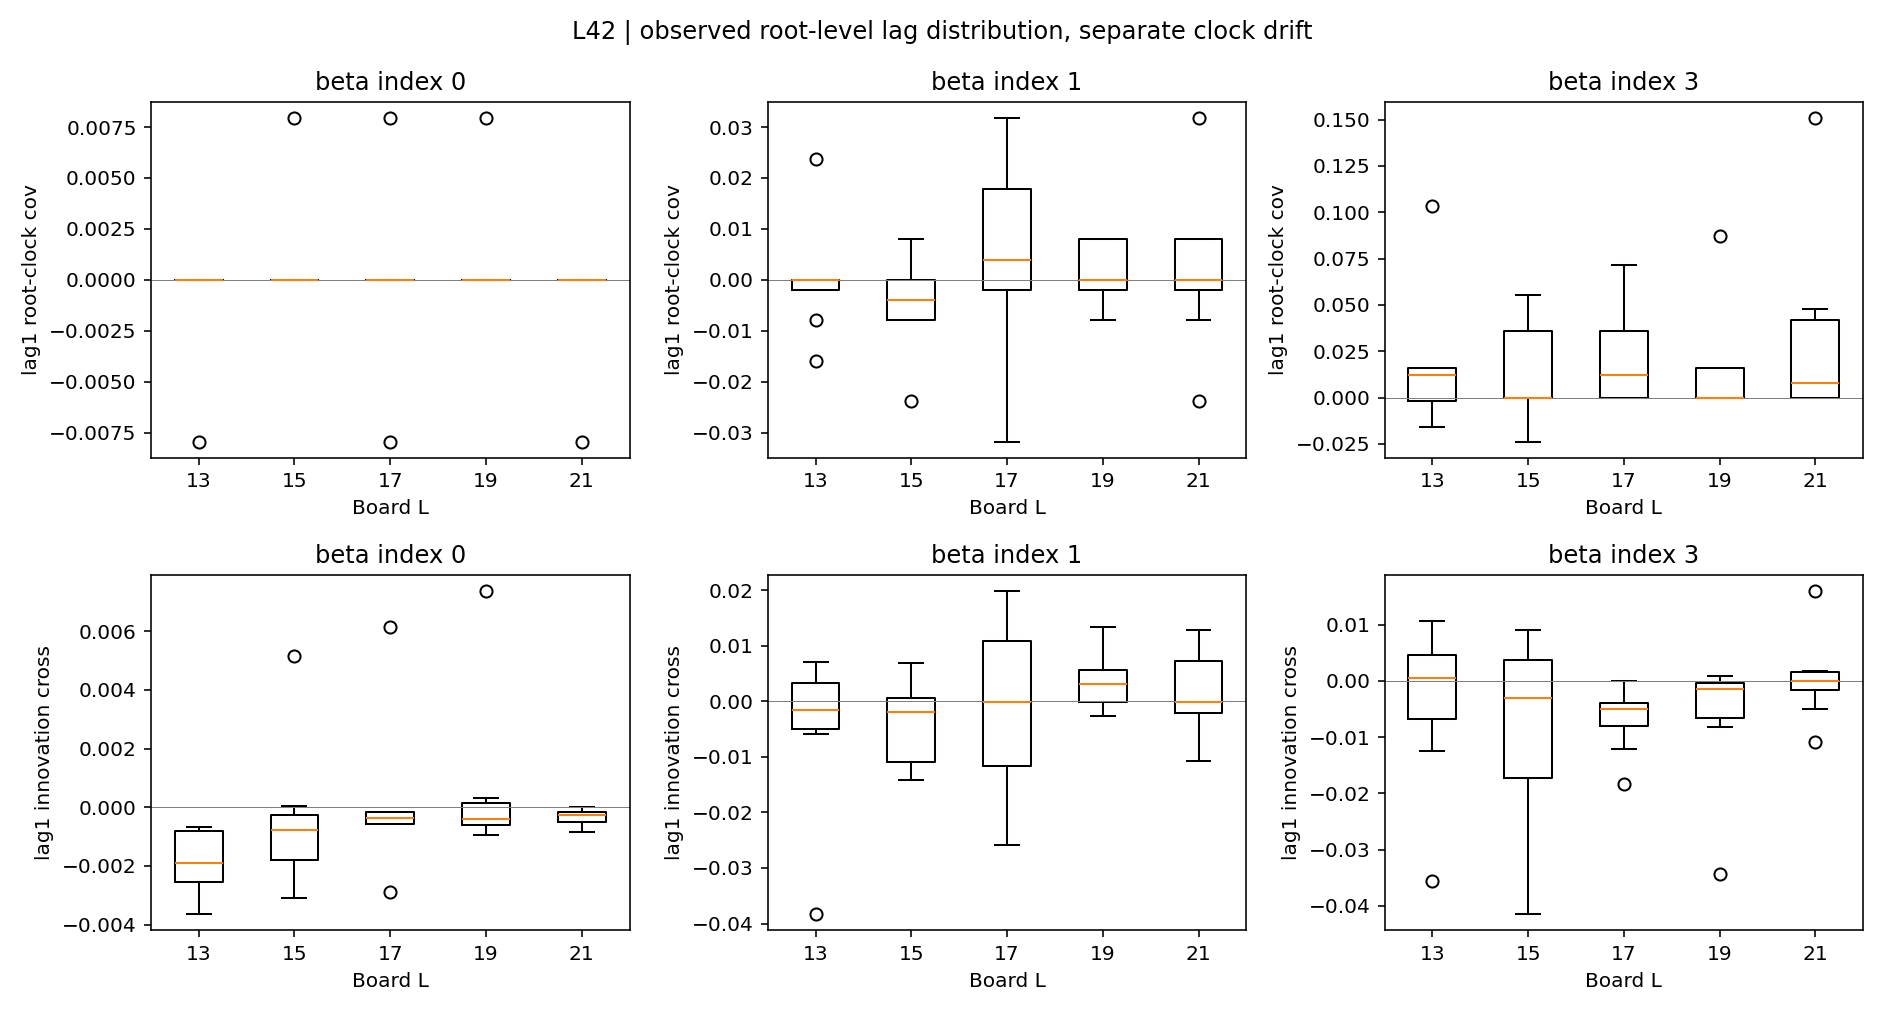 L42 | observed root-level lag distribution, separate clock drift
beta index 0
lag1 root-clock cov
0.0075
0.0050
0.0025
0.0000
−0.0025
−0.0050
−0.0075
13 15 17 19 21
Board L
beta index 1
lag1 root-clock cov
0.03
0.02
0.01
0.00
−0.01
−0.02
−0.03
13 15 17 19 21
Board L
beta index 3
lag1 root-clock cov
0.150
0.125
0.100
0.075
0.050
0.025
0.000
−0.025
13 15 17 19 21
Board L
beta index 0
lag1 innovation cross
0.006
0.004
0.002
0.000
−0.002
−0.004
13 15 17 19 21
Board L
beta index 1
lag1 innovation cross
0.02
0.01
0.00
−0.01
−0.02
−0.03
−0.04
13 15 17 19 21
Board L
beta index 3
lag1 innovation cross
0.01
0.00
−0.01
−0.02
−0.03
−0.04
13 15 17 19 21
Board L